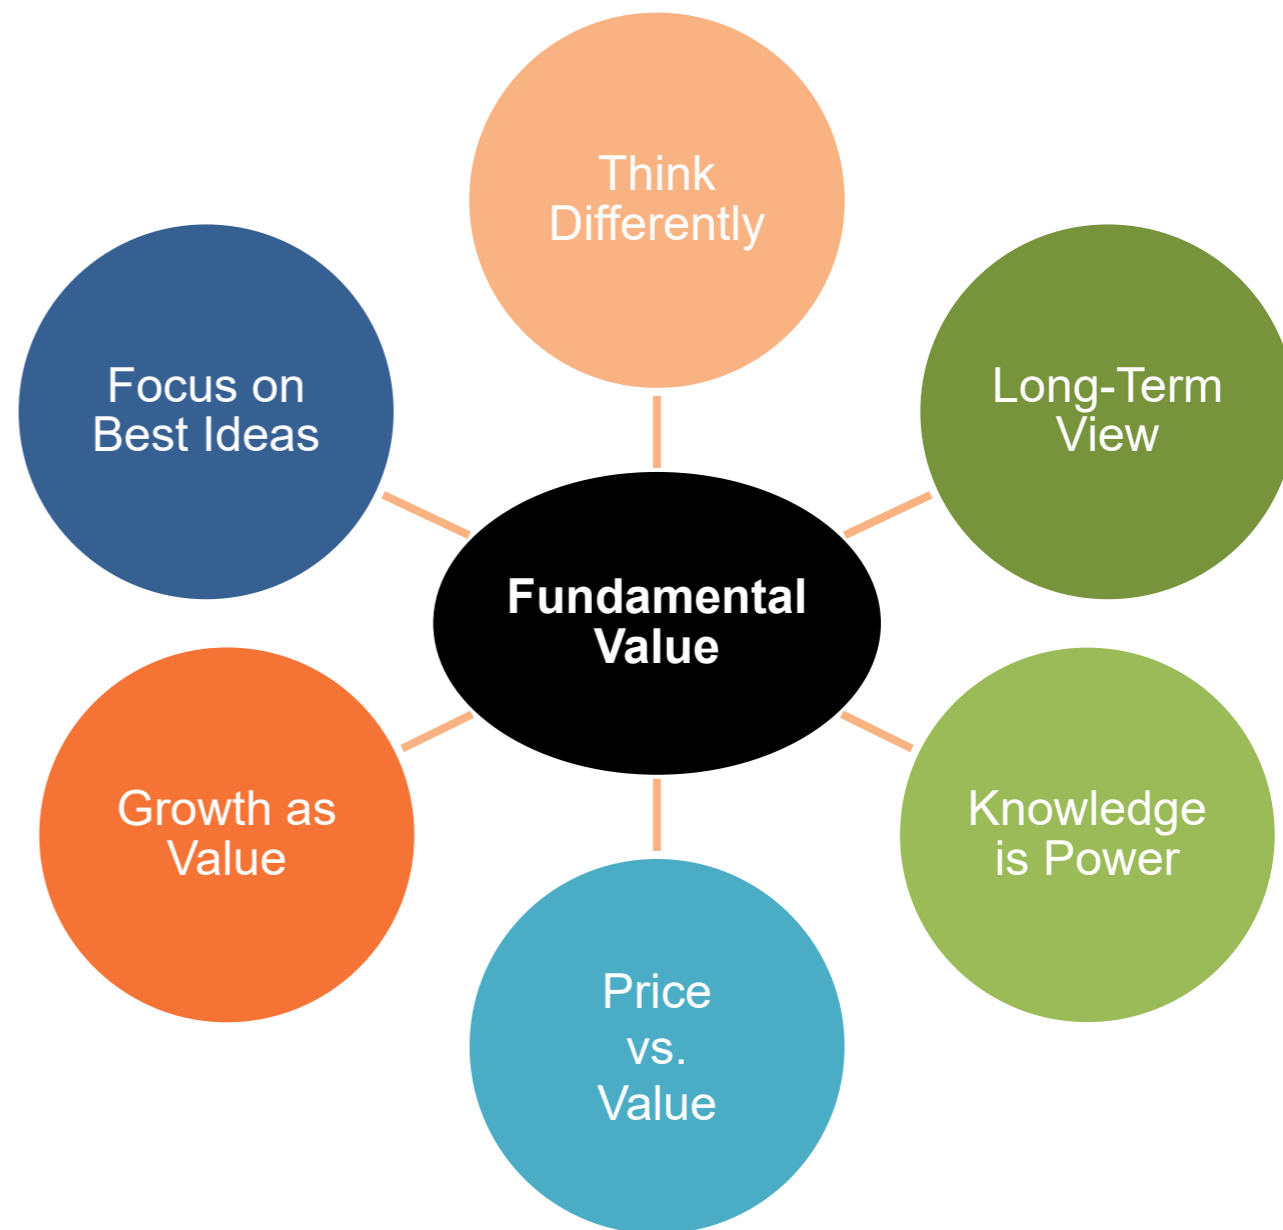 Think
Differently
Focus on
Best Ideas
Long-Term
View
Fundamental
Value
Growth as
Value
Knowledge
is Power
Price
vs.
Value